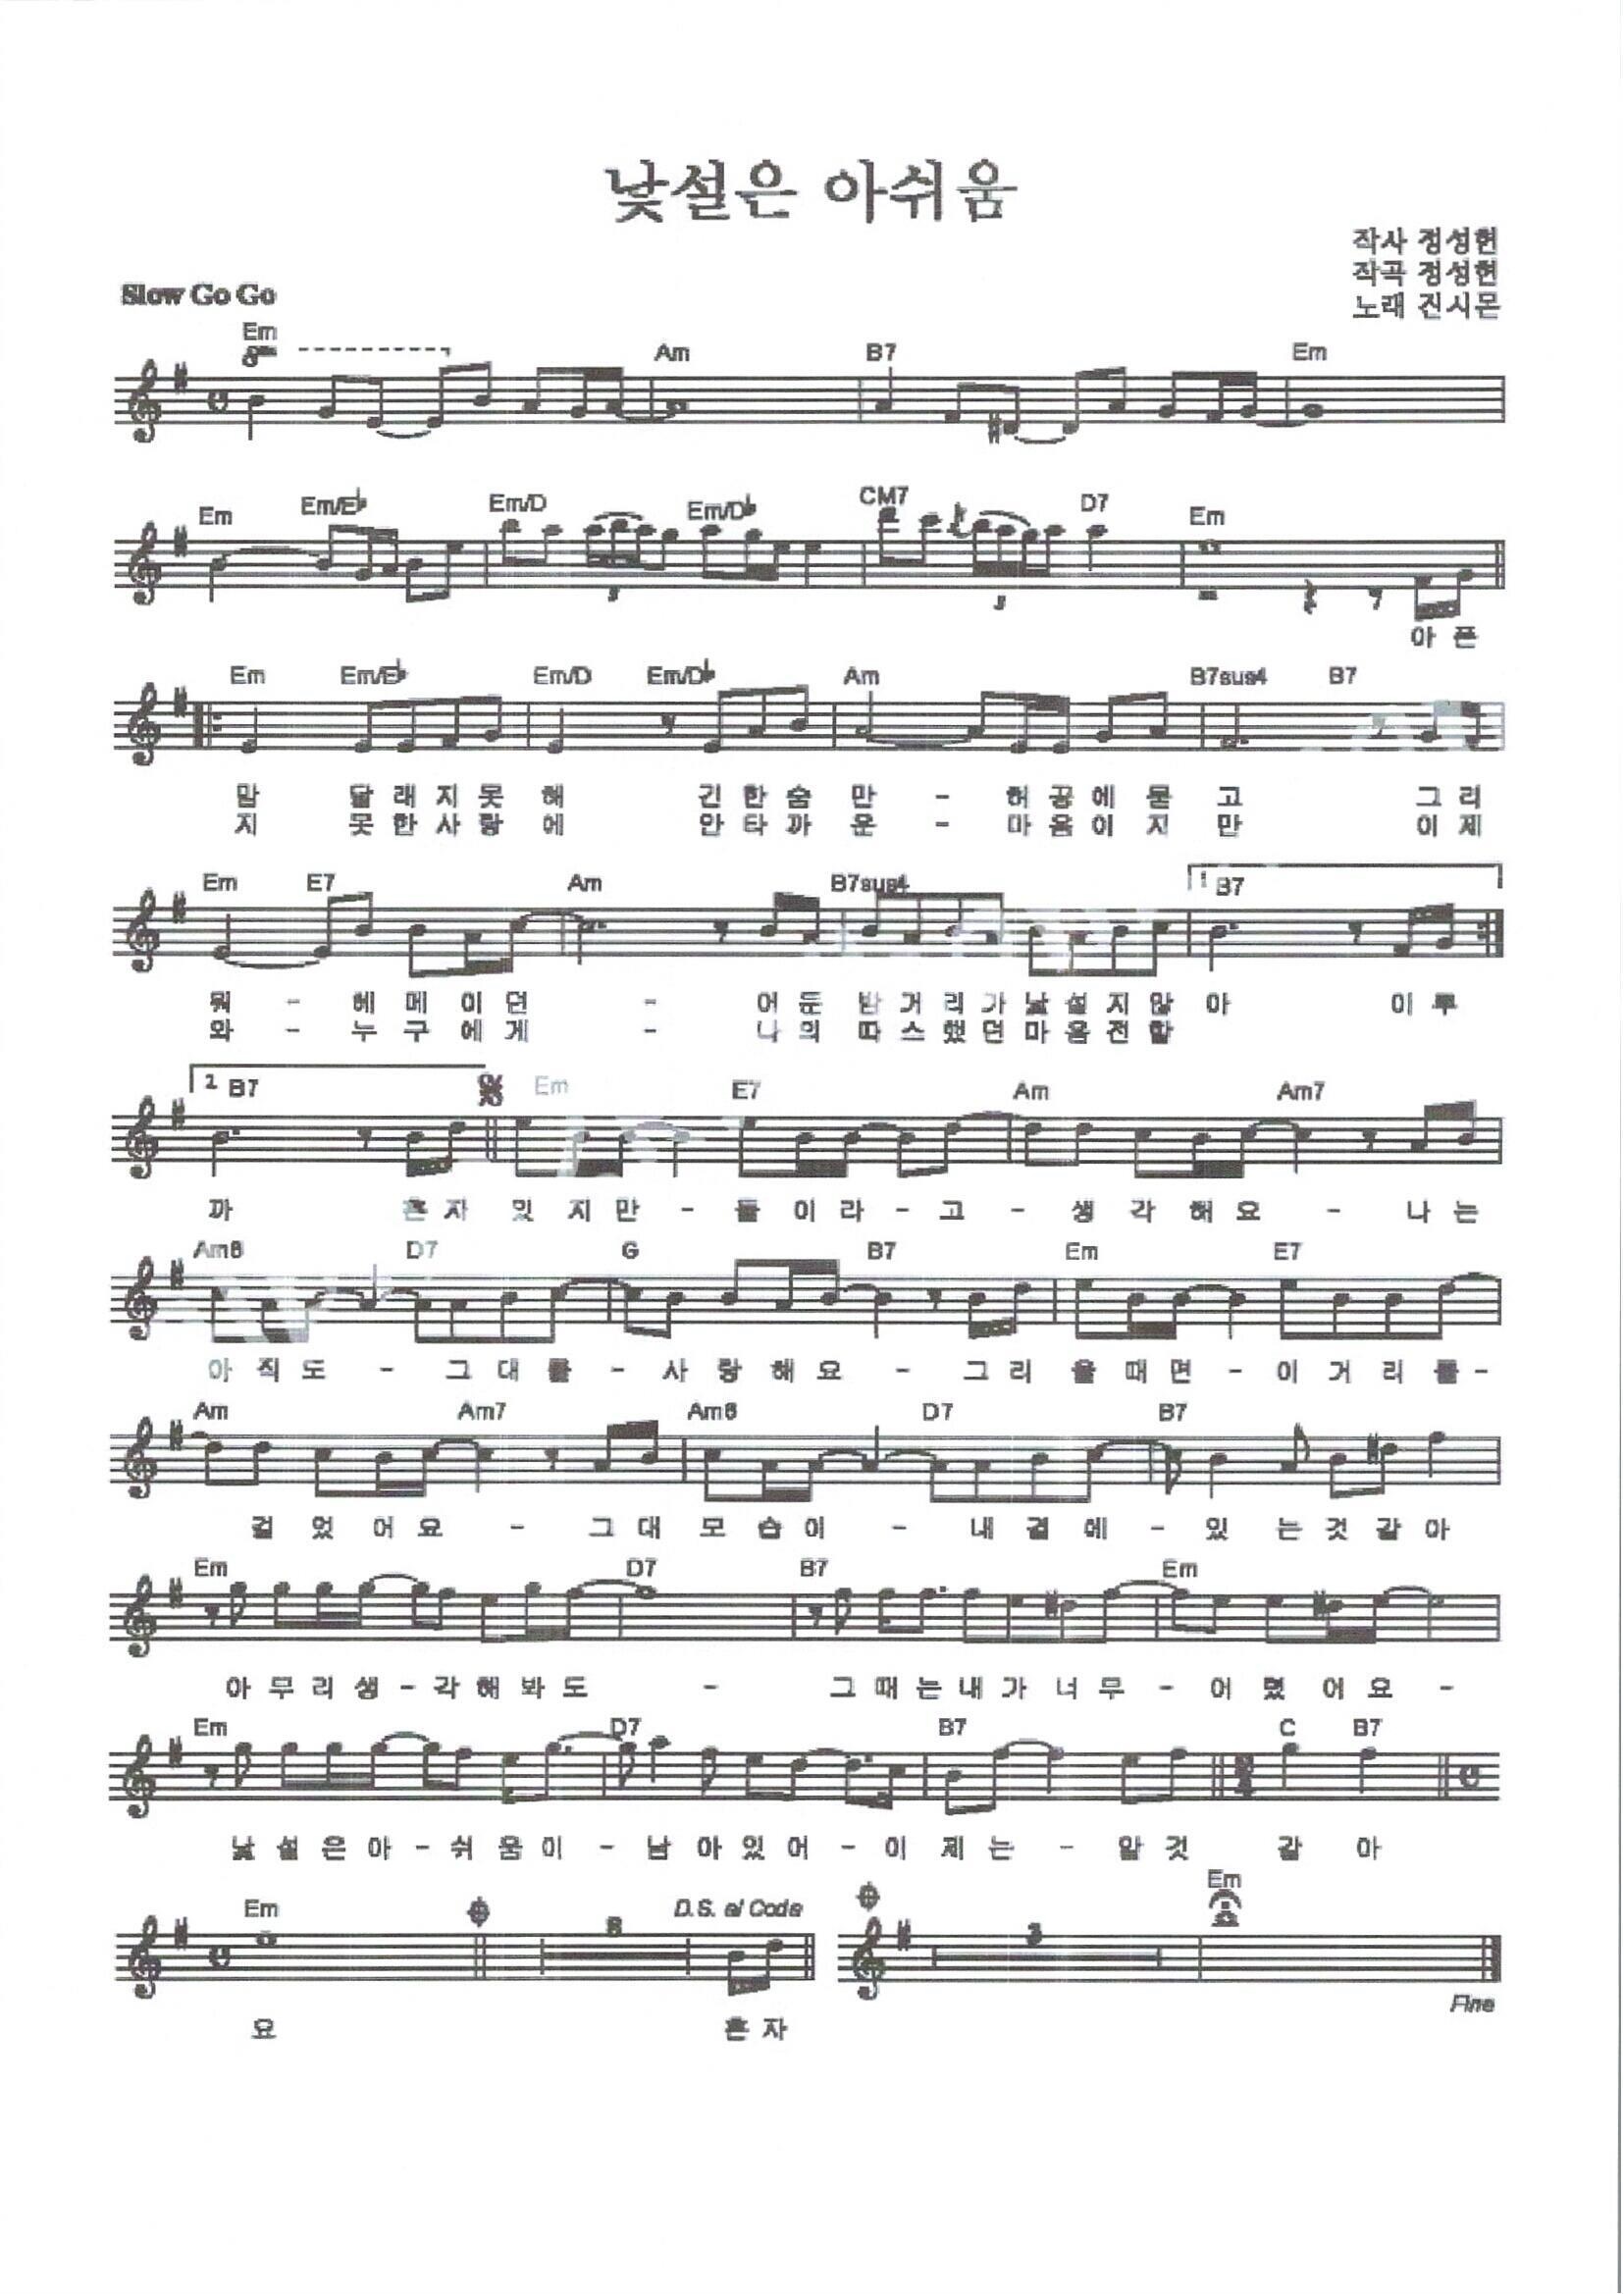 낯설은 아쉬움
작사 정성헌
작곡 정성헌
노래 진시몬
Slow Go Go
Em Am B7 Em
Em Em/E♭ Em/D Em/D♭ CM7 D7 Em
아 픈
Em Em/E♭ Em/D Em/D♭ Am B7sus4 B7
맘 달 래 지 못 해 긴 한 숨 만 - 허 공 에 묻 고 그 리
지 못 한 사 랑 에 안 타 까 운 - 마 음 이 지 만 이 제
Em E7 Am B7sus4 1 B7
워 - 헤 메 이 던 - 어 둔 밤 거 리 가 낯 설 지 않 아 이 루
와 - 누 구 에 게 - 나 의 따 스 했 던 마 음 전 할
2 B7 Em E7 Am Am7
까 혼 자 있 지 만 - 둘 이 라 - 고 - 생 각 해 요 - 나 는
Am6 D7 G B7 Em E7
아 직 도 - 그 대 를 - 사 랑 해 요 - 그 리 울 때 면 - 이 거 리 를 -
Am Am7 Am6 D7 B7
걸 었 어 요 - 그 대 모 습 이 - 내 곁 에 - 있 는 것 같 아
Em D7 B7 Em
아 무 리 생 - 각 해 봐 도 - 그 때 는 내 가 너 무 - 어 렸 어 요 -
Em D7 B7 C B7
낯 설 은 아 - 쉬 움 이 - 남 아 있 어 - 이 제 는 - 알 것 같 아
Em 8 D.S. al Coda 3 Em
Fine
요 혼 자